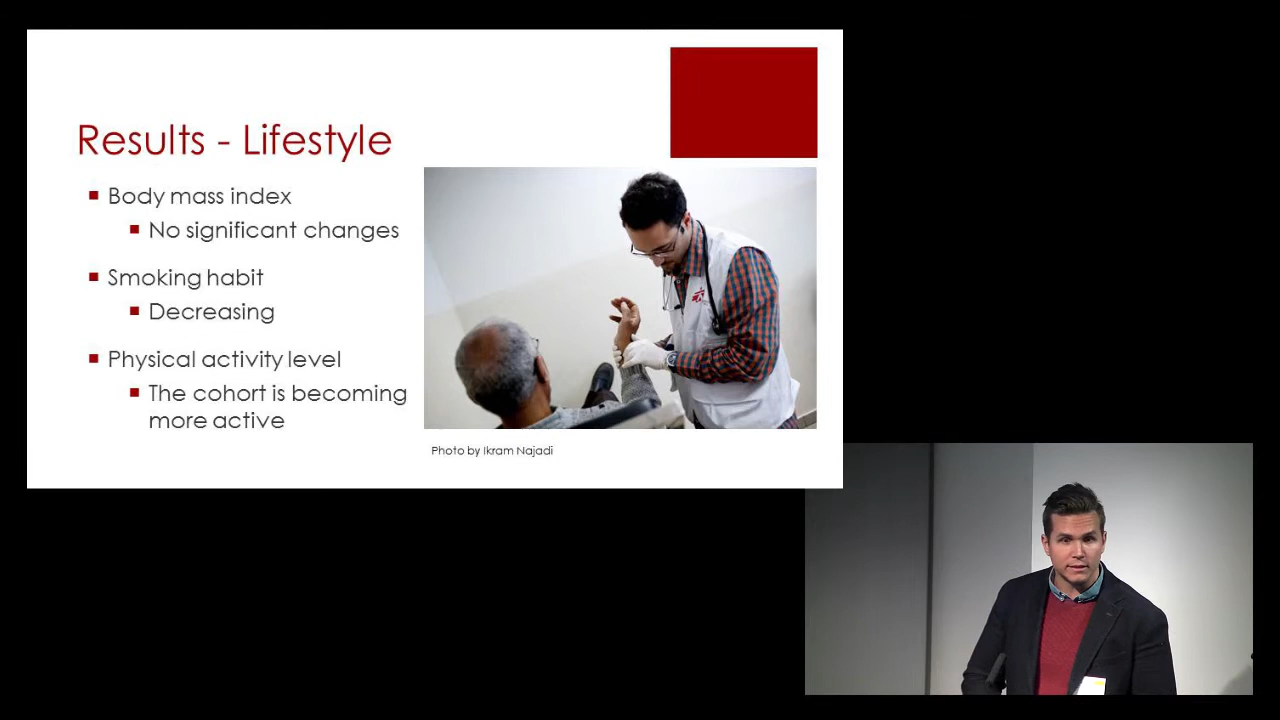 Results - Lifestyle
Body mass index
No significant changes
Smoking habit
Decreasing
Physical activity level
The cohort is becoming
more active
Photo by Ikram Najadi